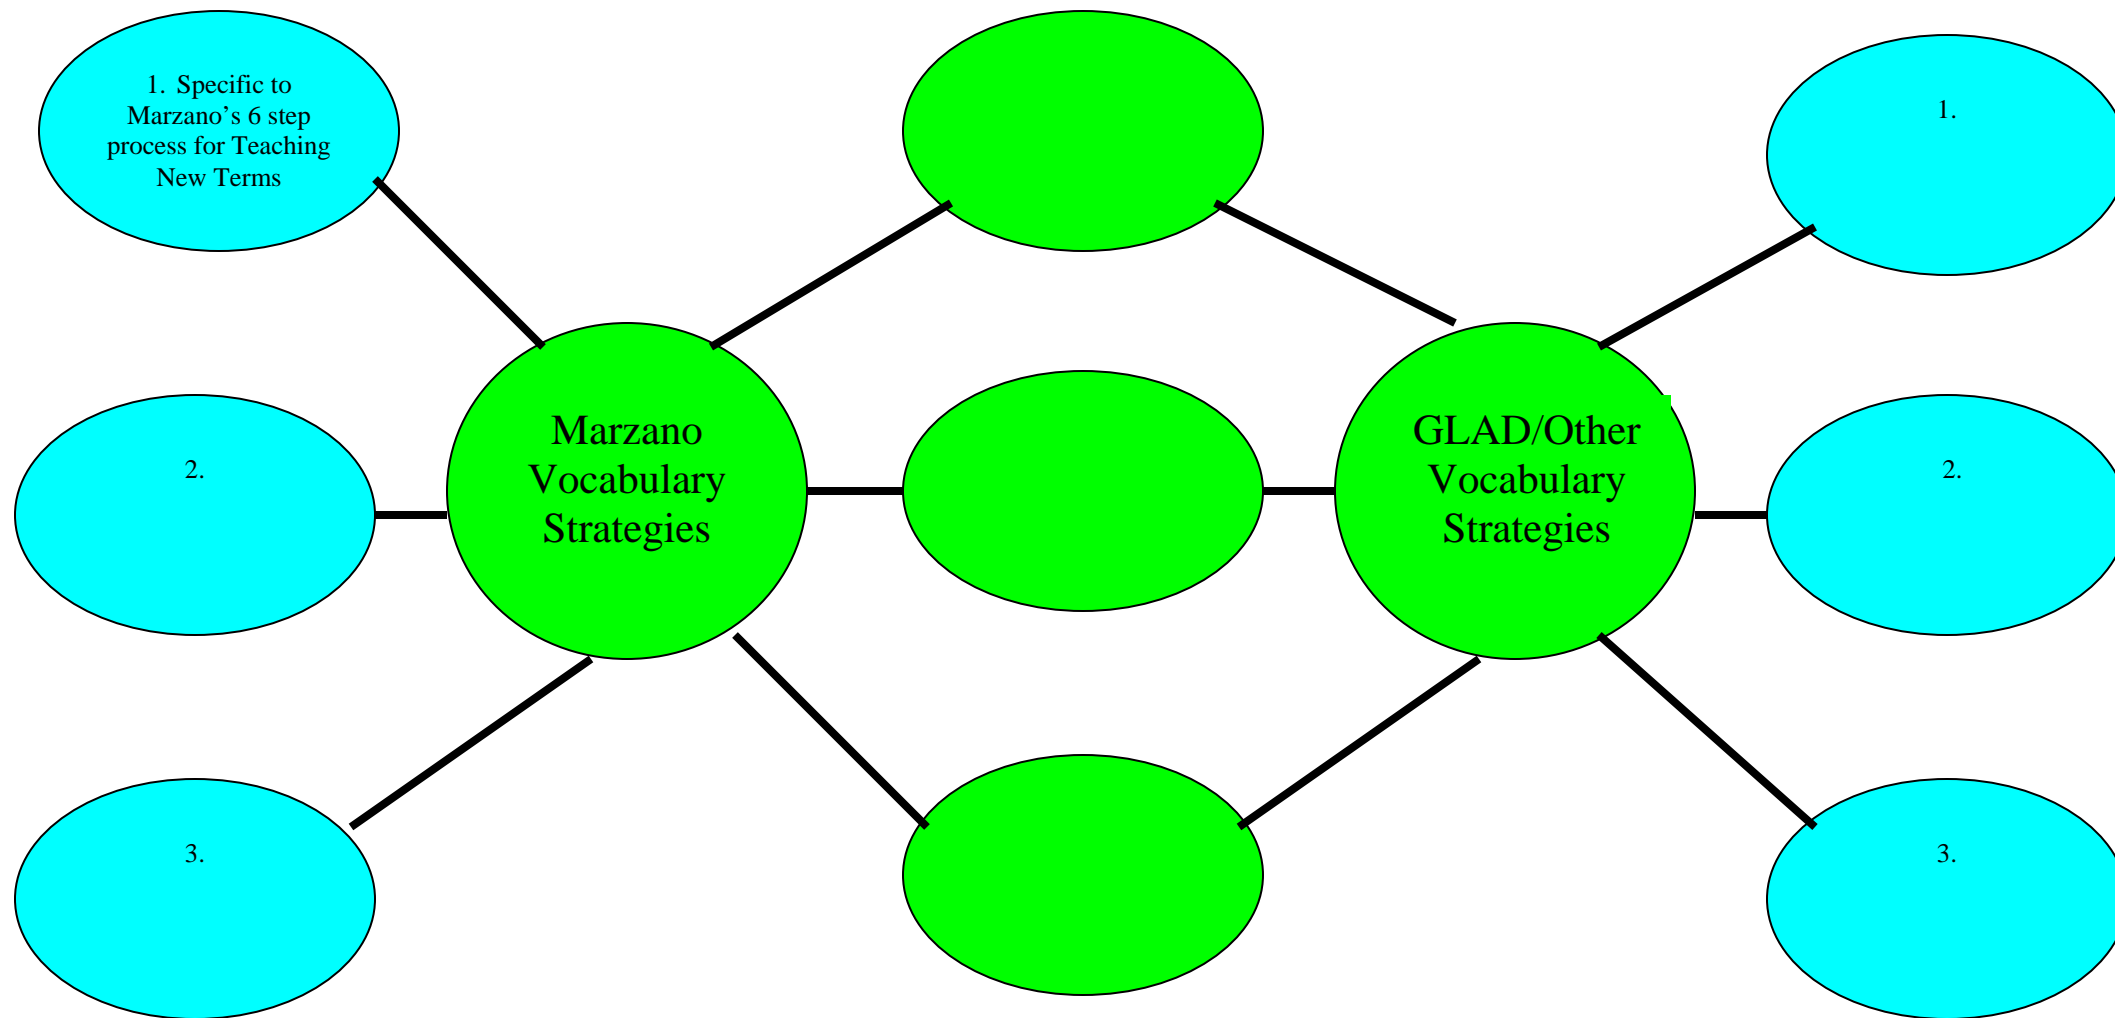 1. Specific to
Marzano’s 6 step
process for Teaching
New Terms
1.
Marzano
Vocabulary
Strategies
GLAD/Other
Vocabulary
Strategies
2.
2.
3.
3.